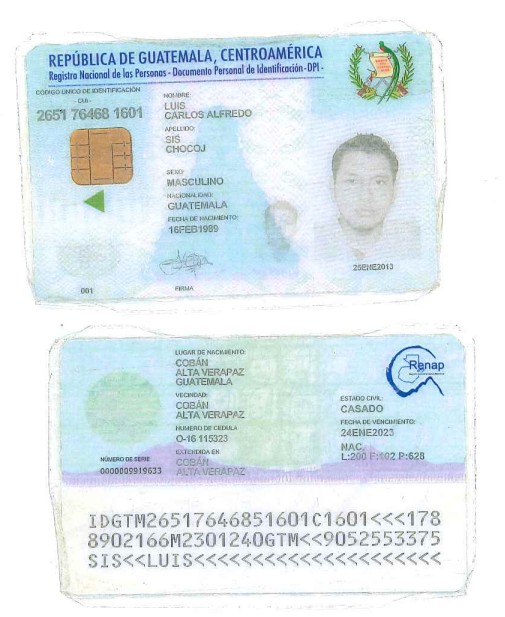 REPÚBLICA DE GUATEMALA, CENTROAMÉRICA
Registro Nacional de las Personas - Documento Personal de Identificación - DPI -
CÓDIGO ÚNICO DE IDENTIFICACIÓN
- CUI -
2651 76468 1601
NOMBRE:
LUIS
CARLOS ALFREDO
APELLIDO:
SIS
CHOCOJ
SEXO:
MASCULINO
NACIONALIDAD:
GUATEMALA
FECHA DE NACIMIENTO:
16FEB1989
25ENE2013
001
FIRMA
LUGAR DE NACIMIENTO:
COBÁN
ALTA VERAPAZ
GUATEMALA
VECINDAD:
COBÁN
ALTA VERAPAZ
NUMERO DE CEDULA
O-16 115323
EXTENDIDA EN
COBÁN
ALTA VERAPAZ
NÚMERO DE SERIE
0000009919633
Renap
ESTADO CIVIL:
CASADO
FECHA DE VENCIMIENTO:
24ENE2023
NAC.
L:200 F:102 P:628
IDGTM26517646851601C1601<<<178
8902166M2301240GTM<<9052553375
SIS<<LUIS<<<<<<<<<<<<<<<<<<<<<